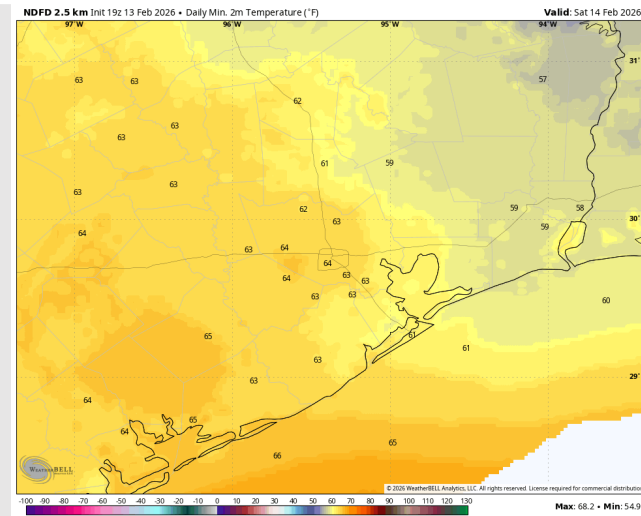 NDFD 2.5 km Init 19z 13 Feb 2026 • Daily Min. 2m Temperature (°F) Valid: Sat 14 Feb 2026
97°W 96°W 95°W 94°W
31°
63 63 57
62
63
63
61 59
63 63
62 59 58
63 30°
64 59
63 64
64
64 63 63
63 63 60
65 61
61
63
63 29°
64
65
64
65
66
WeatherBELL
© 2026 WeatherBELL Analytics, LLC. All rights reserved. License required for commercial distributio
-100 -90 -80 -70 -60 -50 -40 -30 -20 -10 0 10 20 30 40 50 60 70 80 90 100 110 120 130
Max: 68.2 • Min: 54.9